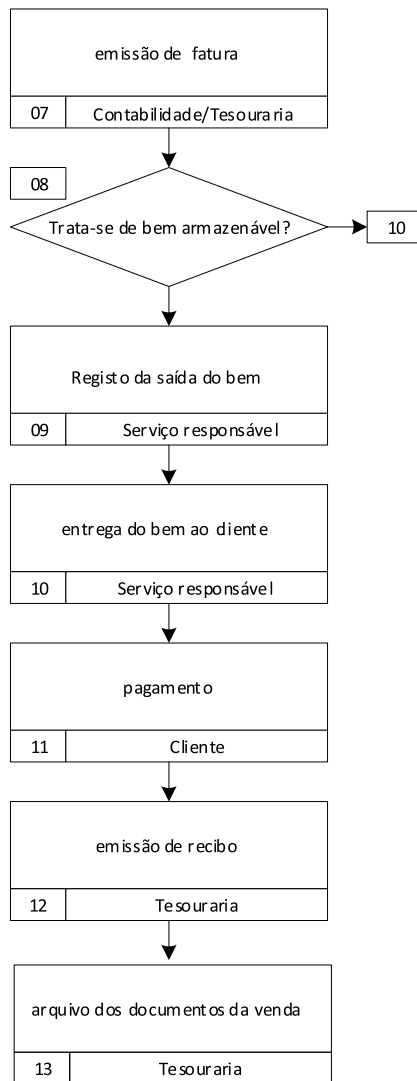 emissão de fatura
07 Contabilidade/Tesouraria
08
Trata-se de bem armazenável?
10
Registo da saída do bem
09 Serviço responsável
entrega do bem ao cliente
10 Serviço responsável
pagamento
11 Cliente
emissão de recibo
12 Tesouraria
arquivo dos documentos da venda
13 Tesouraria